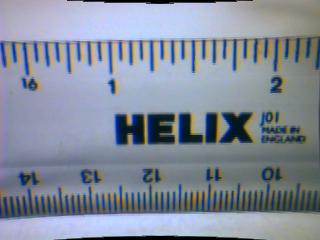 16 1 2
HELIX
J01
MADE IN
ENGLAND
14 13 12 11 10